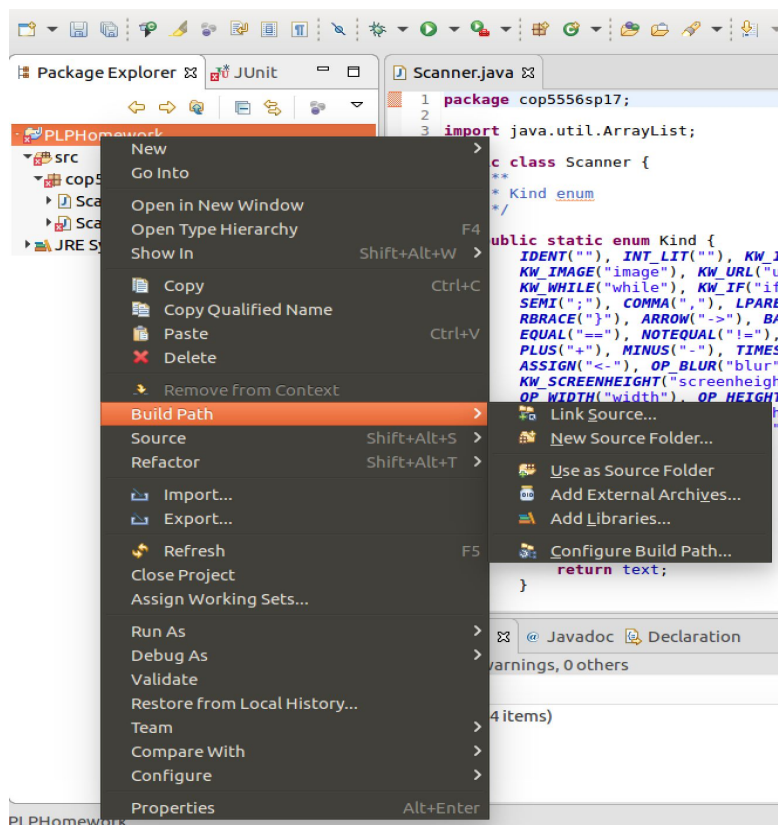 Package Explorer
JUnit
PLPHomework
src
cop5
Sca
Sca
JRE Sy
New
Go Into
Open in New Window
Open Type Hierarchy F4
Show In Shift+Alt+W
Copy Ctrl+C
Copy Qualified Name
Paste Ctrl+V
Delete
Remove from Context
Build Path
Source Shift+Alt+S
Refactor Shift+Alt+T
Import...
Export...
Refresh F5
Close Project
Assign Working Sets...
Run As
Debug As
Validate
Restore from Local History...
Team
Compare With
Configure
Properties Alt+Enter
Link Source...
New Source Folder...
Use as Source Folder
Add External Archives...
Add Libraries...
Configure Build Path...
Scanner.java
1 package cop5556sp17;
2
3 import java.util.ArrayList;
c class Scanner {
**
* Kind enum
*/
ublic static enum Kind {
IDENT(""), INT_LIT(""), KW_I
KW_IMAGE("image"), KW_URL("u
KW_WHILE("while"), KW_IF("if
SEMI(";"), COMMA(","), LPARE
RBRACE("}"), ARROW("->"), BA
EQUAL("=="), NOTEQUAL("!="),
PLUS("+"), MINUS("-"), TIMES
ASSIGN("<-"), OP_BLUR("blur"
KW_SCREENHEIGHT("screenheigh
OP_WIDTH("width"), OP_HEIGHT
return text;
}
Javadoc
Declaration
arnings, 0 others
4 items)
PLPHomework